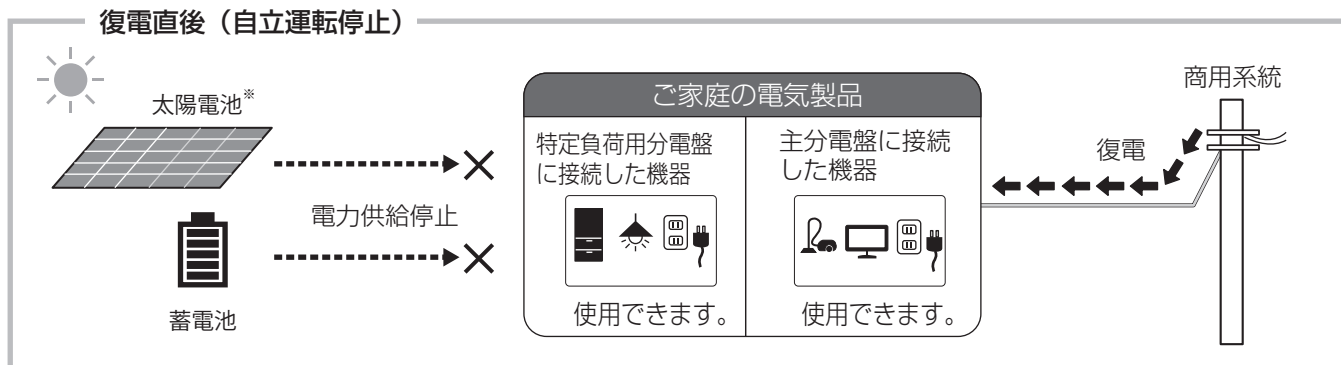 復電直後（自立運転停止）
太陽電池※
電力供給停止
蓄電池
ご家庭の電気製品
特定負荷用分電盤
に接続した機器
使用できます。
主分電盤に接続
した機器
使用できます。
復電
商用系統